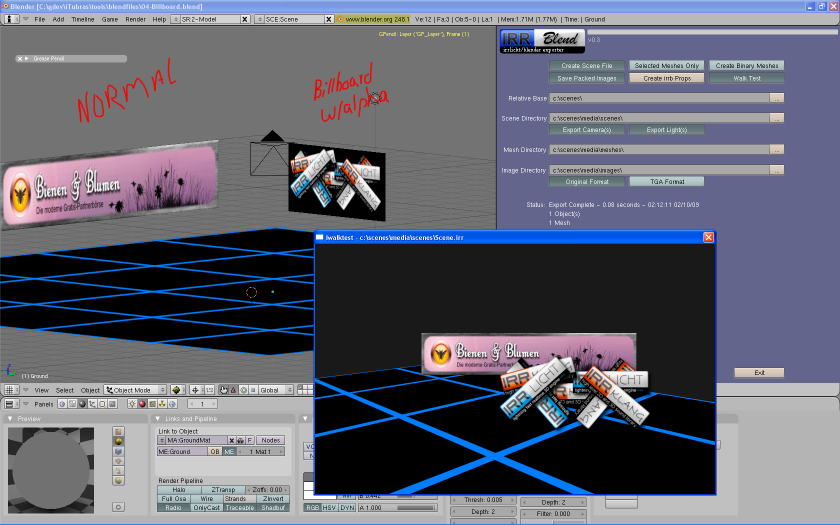 Blender [C:\gdev\iTubras\tools\blendfiles\04-Billboard.blend]
File Add Timeline Game Render Help SR:2-Model SCE:Scene www.blender.org 248.1 Ve:12 | Fa:3 | Ob:5-0 | La:1 | Mem:1.71M (1.77M) | Time: | Ground
GPencil: Layer ("GP_Layer"), Frame (1)
Grease Pencil
NORMAL
Billboard
w/alpha
Bienen & Blumen
Die moderne Gratis-Partnerbörse
IRR LICHT
KLANG
(1) Ground
View Select Object Object Mode Global
IRR Blend v0.3
irrlicht/blender exporter
Create Scene File Selected Meshes Only Create Binary Meshes
Save Packed Images Create irrb Props Walk Test
Relative Base c:\scenes\ ...
Scene Directory c:\scenes\media\scenes\ ...
Export Camera(s) Export Light(s)
Mesh Directory c:\scenes\media\meshes\ ...
Image Directory c:\scenes\media\images\ ...
Original Format TGA Format
Status: Export Complete - 0.08 seconds - 02:12:11 02/10/09
1 Object(s)
1 Mesh
Exit
iwalktest - c:\scenes\media\scenes\Scene.irr
Bienen & Blumen
Die moderne Gratis-Partnerbörse
IRR LICHT
KLANG
Panels 1
Preview
Links and Pipeline
Link to Object
MA:GroundMat F Nodes
ME:Ground OB ME 1 Mat 1
Render Pipeline
Halo ZTransp Zoffs: 0.00
Full Osa Wire Strands ZInvert
Radio OnlyCast Traceable Shadbuf
RGB HSV DYN A 1.000
Thresh: 0.005
Depth: 2
Depth: 2
Filter: 0.000